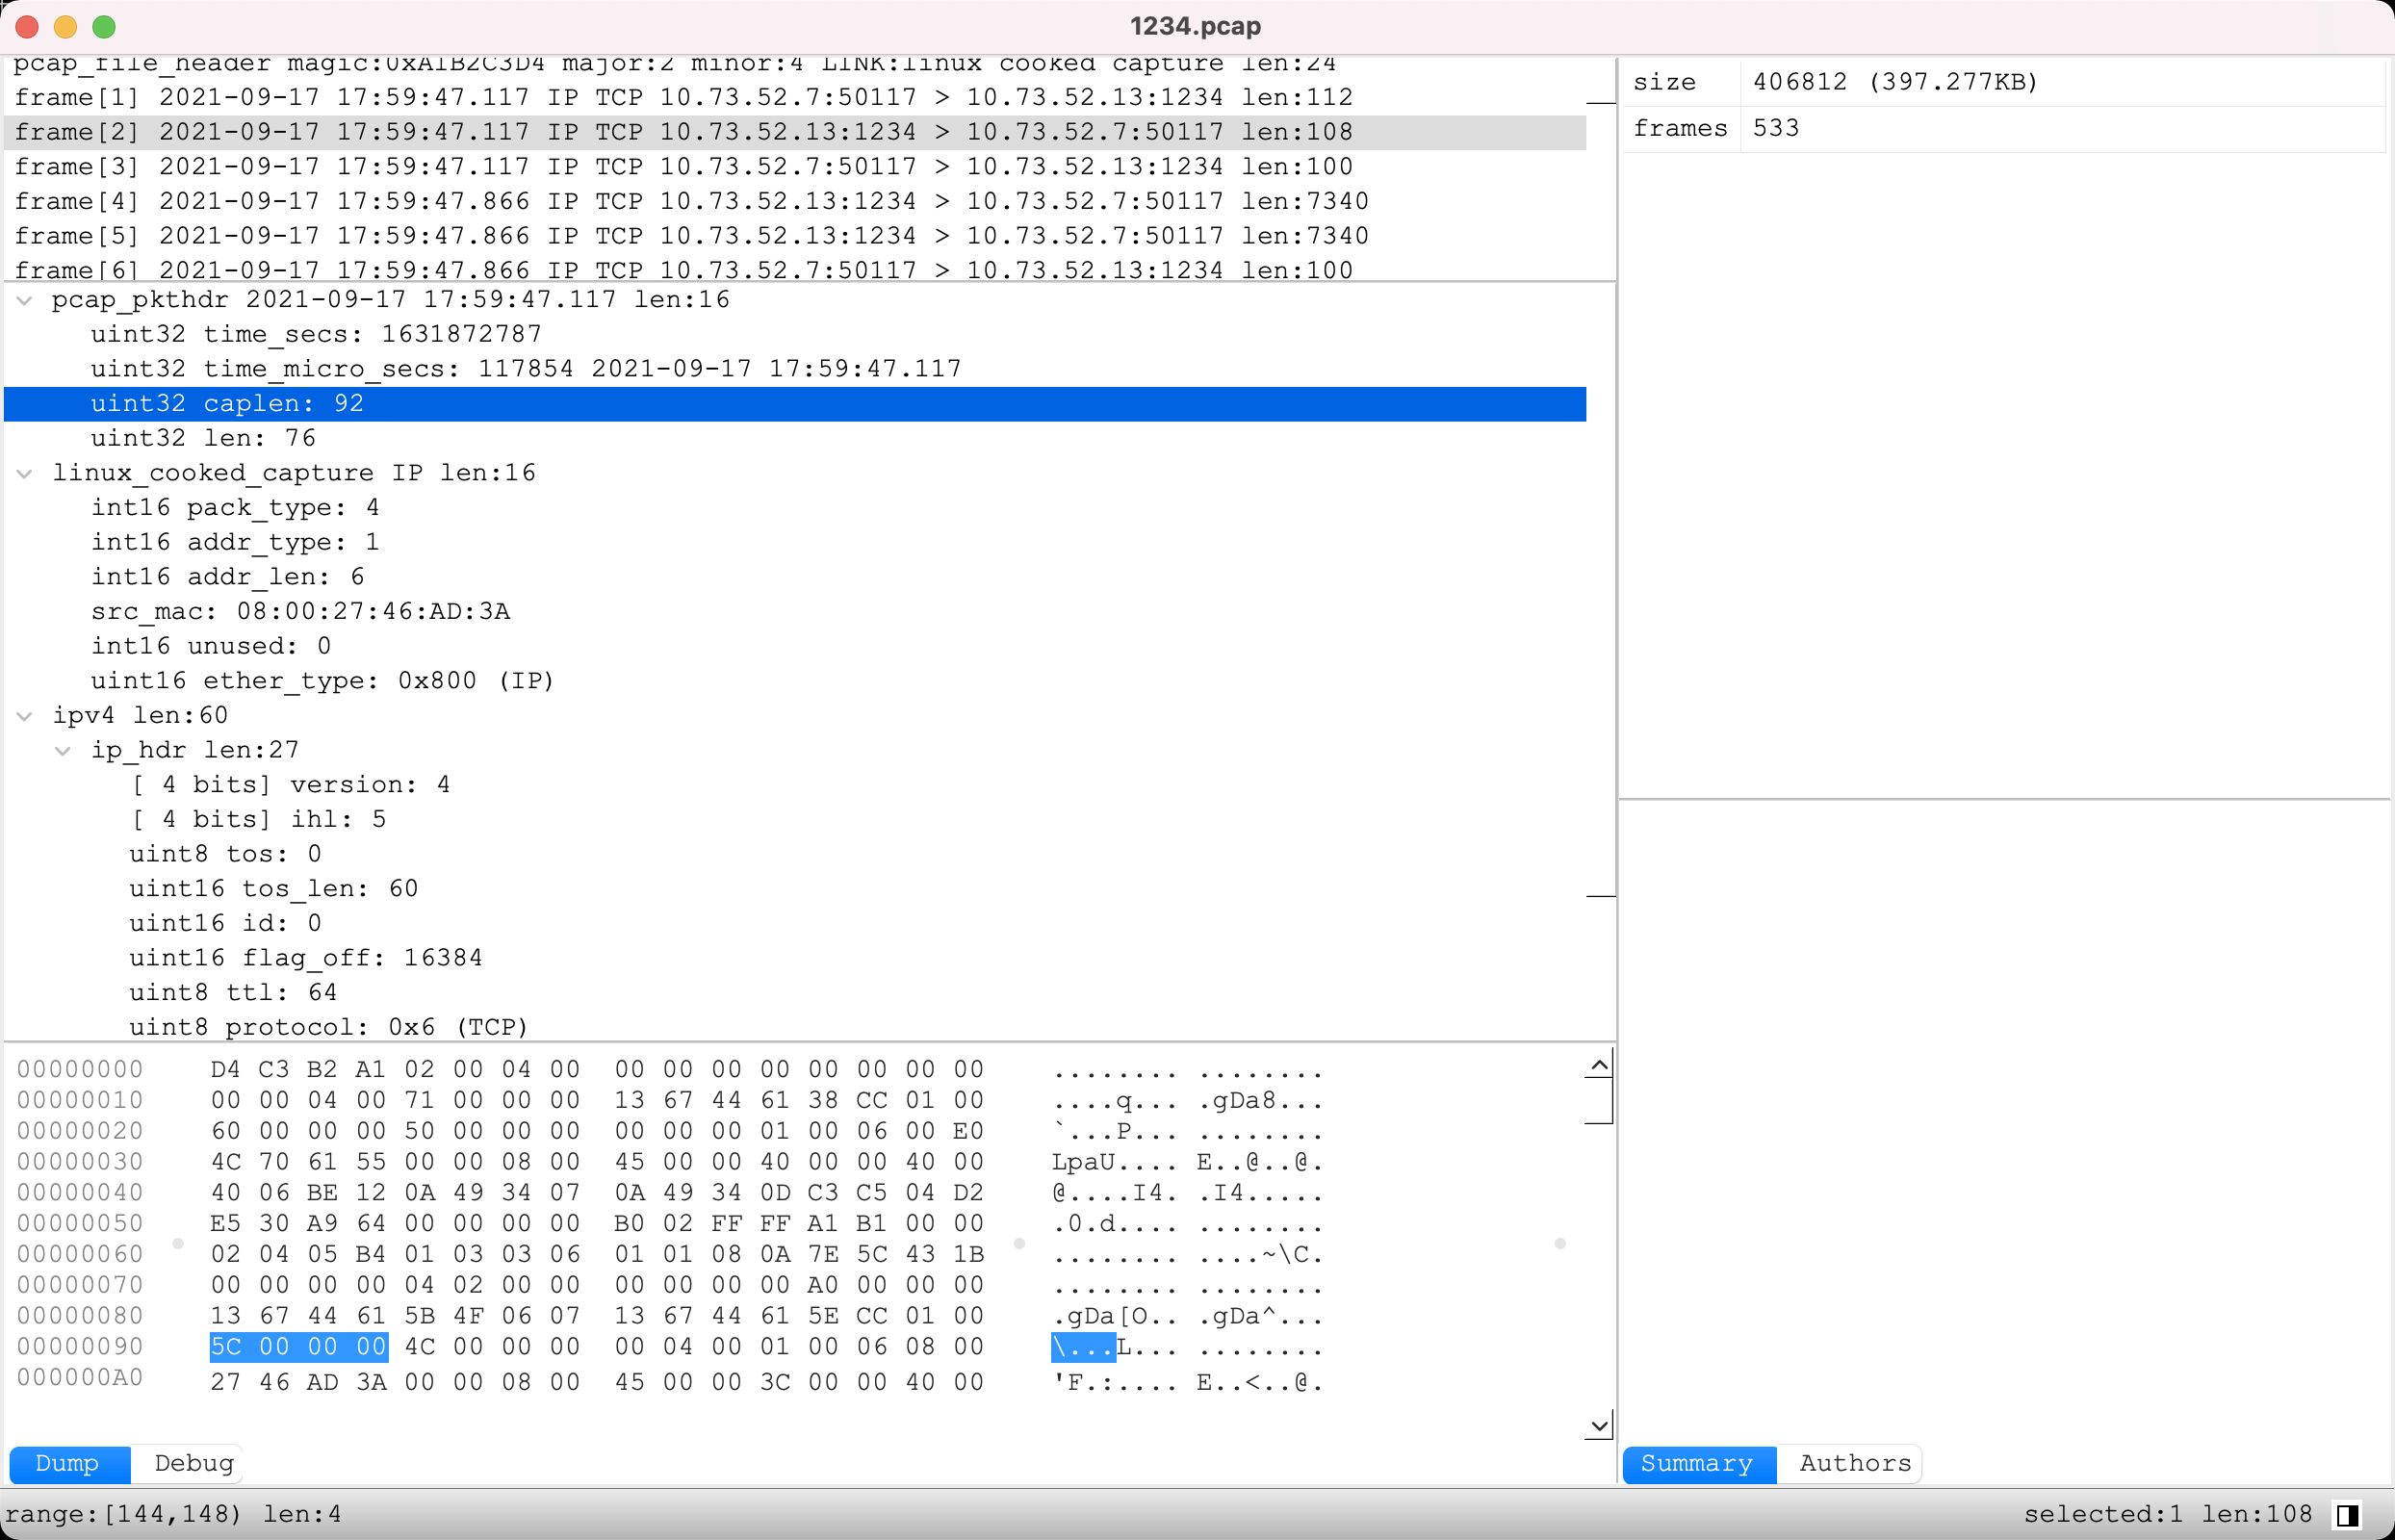 1234.pcap
pcap_file_header magic:0xA1B2C3D4 major:2 minor:4 LINK:linux cooked capture len:24
frame[1] 2021-09-17 17:59:47.117 IP TCP 10.73.52.7:50117 > 10.73.52.13:1234 len:112
frame[2] 2021-09-17 17:59:47.117 IP TCP 10.73.52.13:1234 > 10.73.52.7:50117 len:108
frame[3] 2021-09-17 17:59:47.117 IP TCP 10.73.52.7:50117 > 10.73.52.13:1234 len:100
frame[4] 2021-09-17 17:59:47.866 IP TCP 10.73.52.13:1234 > 10.73.52.7:50117 len:7340
frame[5] 2021-09-17 17:59:47.866 IP TCP 10.73.52.13:1234 > 10.73.52.7:50117 len:7340
frame[6] 2021-09-17 17:59:47.866 IP TCP 10.73.52.7:50117 > 10.73.52.13:1234 len:100
size 406812 (397.277KB)
frames 533
pcap_pkthdr 2021-09-17 17:59:47.117 len:16
uint32 time_secs: 1631872787
uint32 time_micro_secs: 117854 2021-09-17 17:59:47.117
uint32 caplen: 92
uint32 len: 76
linux_cooked_capture IP len:16
int16 pack_type: 4
int16 addr_type: 1
int16 addr_len: 6
src_mac: 08:00:27:46:AD:3A
int16 unused: 0
uint16 ether_type: 0x800 (IP)
ipv4 len:60
ip_hdr len:27
[ 4 bits] version: 4
[ 4 bits] ihl: 5
uint8 tos: 0
uint16 tos_len: 60
uint16 id: 0
uint16 flag_off: 16384
uint8 ttl: 64
uint8 protocol: 0x6 (TCP)
00000000 D4 C3 B2 A1 02 00 04 00 00 00 00 00 00 00 00 00 ........ ........
00000010 00 00 04 00 71 00 00 00 13 67 44 61 38 CC 01 00 ....q... .gDa8...
00000020 60 00 00 00 50 00 00 00 00 00 00 01 00 06 00 E0 `...P... ........
00000030 4C 70 61 55 00 00 08 00 45 00 00 40 00 00 40 00 LpaU.... E..@..@.
00000040 40 06 BE 12 0A 49 34 07 0A 49 34 0D C3 C5 04 D2 @....I4. .I4.....
00000050 E5 30 A9 64 00 00 00 00 B0 02 FF FF A1 B1 00 00 .0.d.... ........
00000060 02 04 05 B4 01 03 03 06 01 01 08 0A 7E 5C 43 1B ........ ....~\C.
00000070 00 00 00 00 04 02 00 00 00 00 00 00 A0 00 00 00 ........ ........
00000080 13 67 44 61 5B 4F 06 07 13 67 44 61 5E CC 01 00 .gDa[O.. .gDa^...
00000090 5C 00 00 00 4C 00 00 00 00 04 00 01 00 06 08 00 \...L... ........
000000A0 27 46 AD 3A 00 00 08 00 45 00 00 3C 00 00 40 00 'F.:.... E..<..@.
Dump Debug
Summary Authors
range:[144,148) len:4
selected:1 len:108